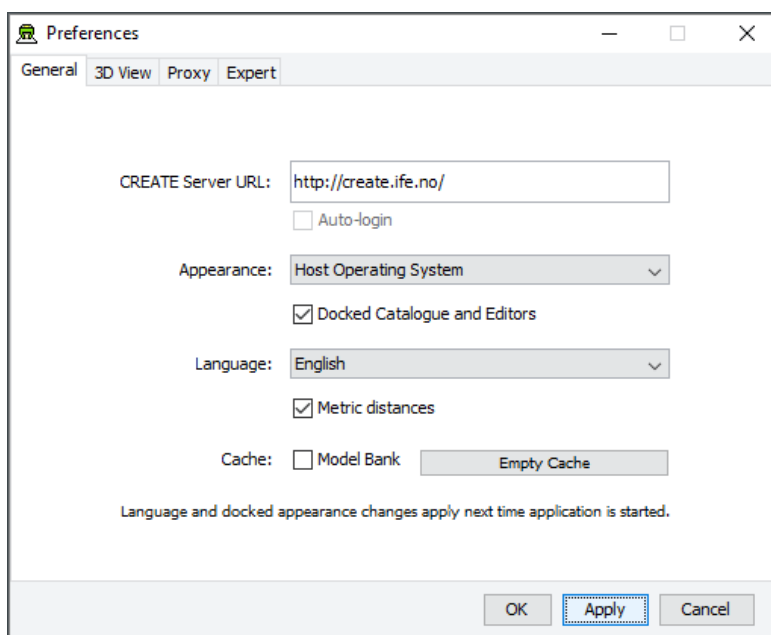 Preferences
General 3D View Proxy Expert
CREATE Server URL: http://create.ife.no/
Auto-login
Appearance: Host Operating System
Docked Catalogue and Editors
Language: English
Metric distances
Cache: Model Bank Empty Cache
Language and docked appearance changes apply next time application is started.
OK Apply Cancel